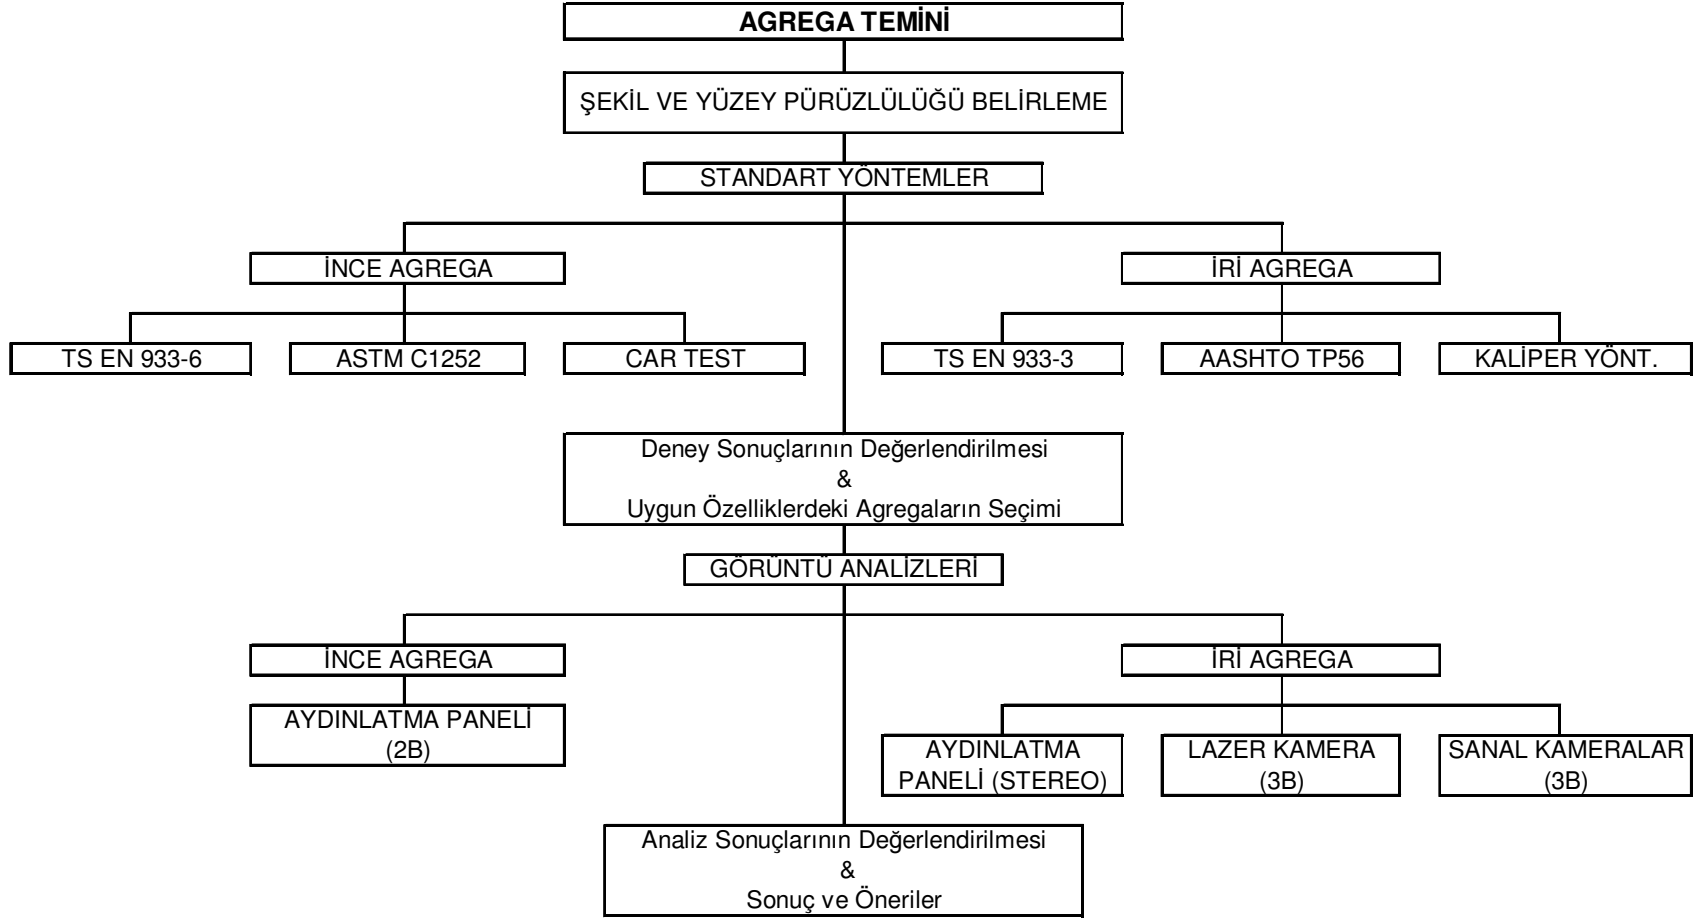 AGREGA TEMİNİ
ŞEKİL VE YÜZEY PÜRÜZLÜLÜĞÜ BELİRLEME
STANDART YÖNTEMLER
İNCE AGREGA
İRİ AGREGA
TS EN 933-6
ASTM C1252
CAR TEST
TS EN 933-3
AASHTO TP56
KALİPER YÖNT.
Deney Sonuçlarının Değerlendirilmesi
&
Uygun Özelliklerdeki Agregaların Seçimi
GÖRÜNTÜ ANALİZLERİ
İNCE AGREGA
İRİ AGREGA
AYDINLATMA PANELİ
(2B)
AYDINLATMA
PANELİ (STEREO)
LAZER KAMERA
(3B)
SANAL KAMERALAR
(3B)
Analiz Sonuçlarının Değerlendirilmesi
&
Sonuç ve Öneriler